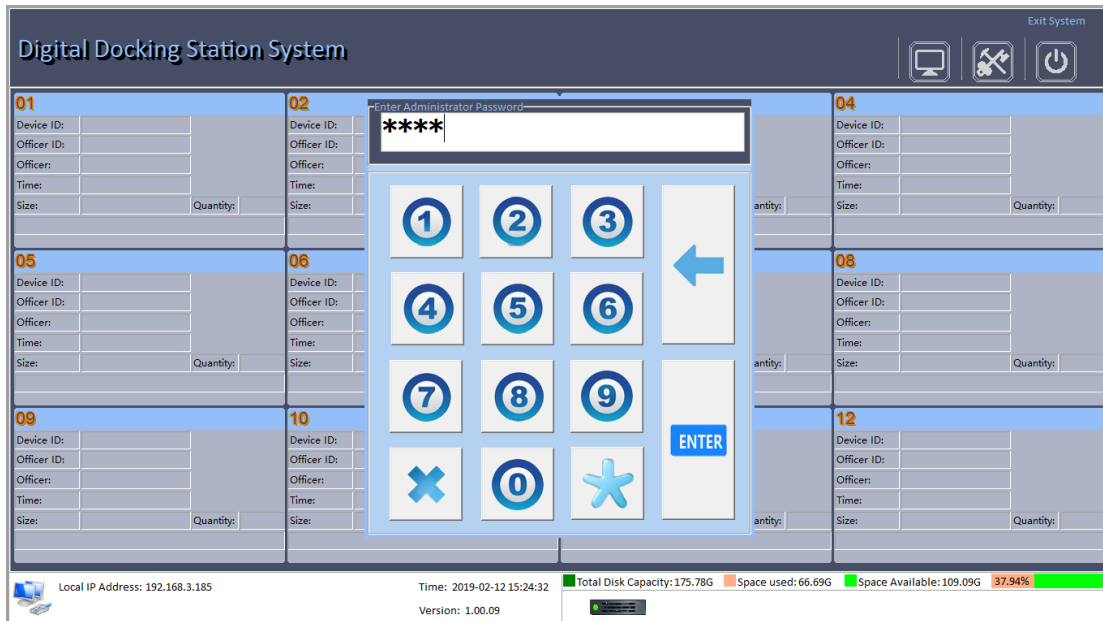 Exit System
Digital Docking Station System
01 02 04
Enter Administrator Password
****
Device ID: Device ID: Device ID:
Officer ID: Officer ID: Officer ID:
Officer: Officer: Officer:
Time: Time: Time:
Size: Quantity: Size: antity: Size: Quantity:
1 2 3
05 06 08
Device ID: Device ID: Device ID:
Officer ID: Officer ID: Officer ID:
4 5 6
Officer: Officer: Officer:
Time: Time: Time:
Size: Quantity: Size: antity: Size: Quantity:
7 8 9
09 10 12
Device ID: Device ID: ENTER Device ID:
Officer ID: Officer ID: Officer ID:
Officer: Officer: Officer:
0
Time: Time: Time:
Size: Quantity: Size: antity: Size: Quantity:
Local IP Address: 192.168.3.185 Time: 2019-02-12 15:24:32 Total Disk Capacity: 175.78G Space used: 66.69G Space Available: 109.09G 37.94%
Version: 1.00.09